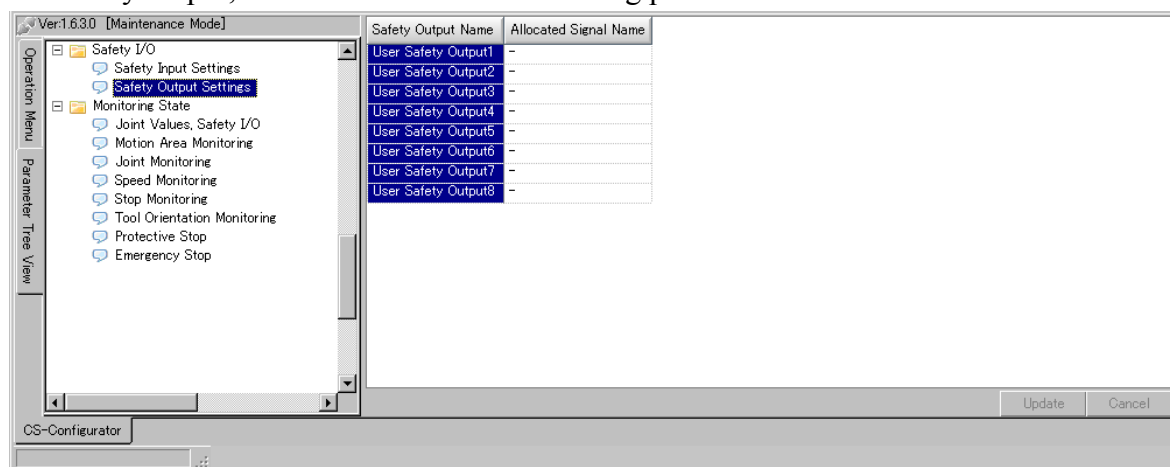 Ver:1.6.3.0 [Maintenance Mode]
Operation Menu
Parameter Tree View
Safety I/O
Safety Input Settings
Safety Output Settings
Monitoring State
Joint Values, Safety I/O
Motion Area Monitoring
Joint Monitoring
Speed Monitoring
Stop Monitoring
Tool Orientation Monitoring
Protective Stop
Emergency Stop
Safety Output Name Allocated Signal Name
User Safety Output1 -
User Safety Output2 -
User Safety Output3 -
User Safety Output4 -
User Safety Output5 -
User Safety Output6 -
User Safety Output7 -
User Safety Output8 -
Update Cancel
CS-Configurator